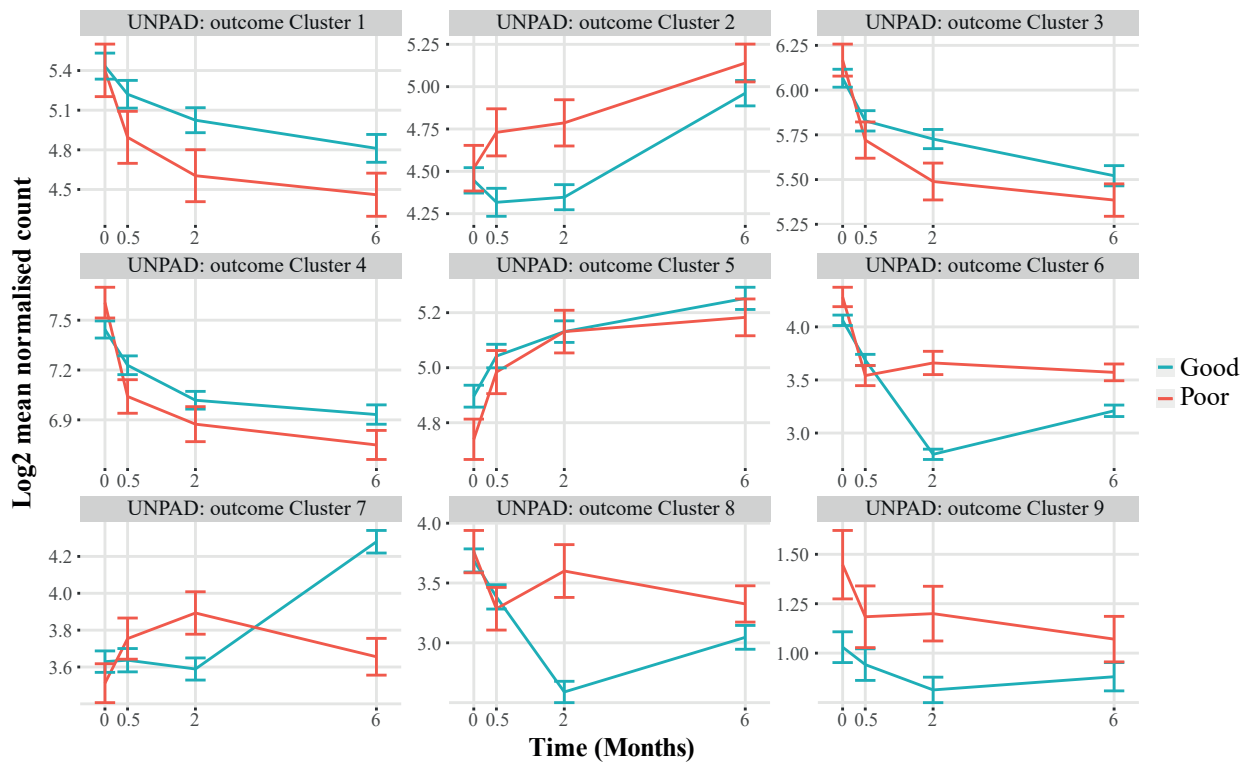 UNPAD: outcome Cluster 1
UNPAD: outcome Cluster 2
UNPAD: outcome Cluster 3
5.4
5.1
4.8
4.5
0 0.5 2 6
5.25
5.00
4.75
4.50
4.25
0 0.5 2 6
6.25
6.00
5.75
5.50
5.25
0 0.5 2 6
UNPAD: outcome Cluster 4
UNPAD: outcome Cluster 5
UNPAD: outcome Cluster 6
7.5
7.2
6.9
0 0.5 2 6
5.2
5.0
4.8
0 0.5 2 6
4.0
3.5
3.0
0 0.5 2 6
UNPAD: outcome Cluster 7
UNPAD: outcome Cluster 8
UNPAD: outcome Cluster 9
4.2
3.8
3.6
0 0.5 2 6
4.0
3.5
3.0
0 0.5 2 6
1.50
1.25
1.00
0 0.5 2 6
Log2 mean normalised count
Time (Months)
Good
Poor